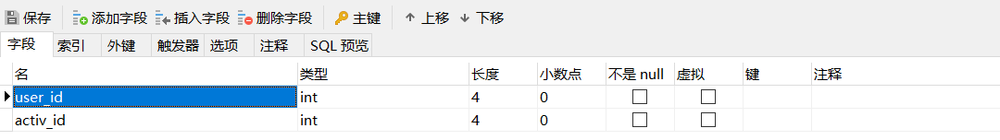 保存 添加字段 插入字段 删除字段 主键 上移 下移
字段 索引 外键 触发器 选项 注释 SQL 预览
名 类型 长度 小数点 不是 null 虚拟 键 注释
user_id int 4 0
activ_id int 4 0